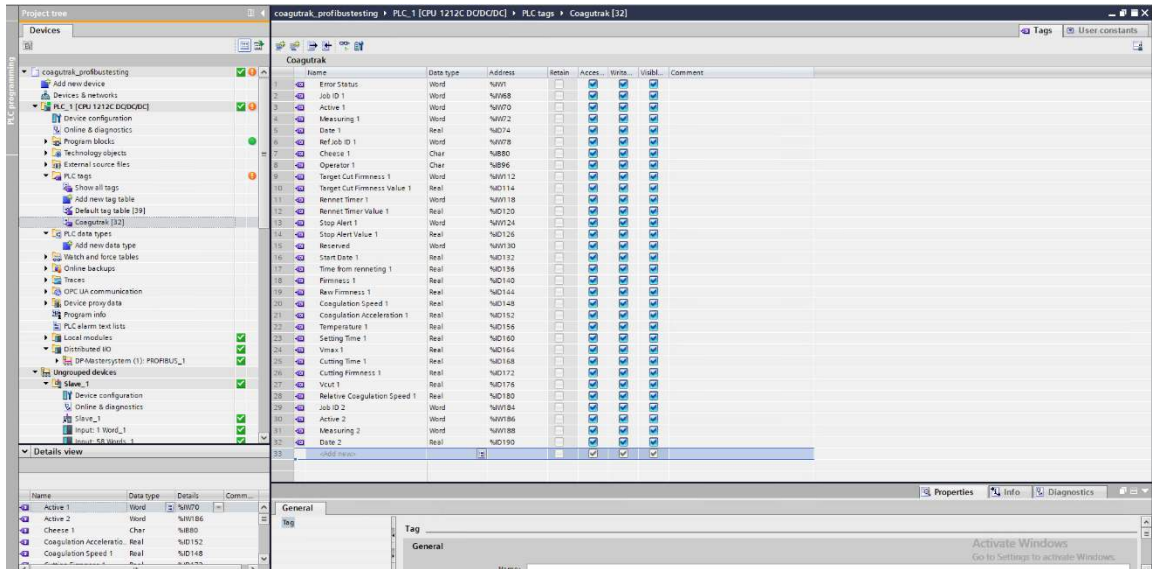 Project tree
coagutrak_profibustesting ▸ PLC_1 [CPU 1212C DC/DC/DC] ▸ PLC tags ▸ Coagutrak [32]
Devices
Tags
User constants
PLC programming
coagutrak_profibustesting
Add new device
Devices & networks
PLC_1 [CPU 1212C DC/DC/DC]
Device configuration
Online & diagnostics
Program blocks
Technology objects
External source files
PLC tags
Show all tags
Add new tag table
Default tag table [39]
Coagutrak [32]
PLC data types
Add new data type
Watch and force tables
Online backups
Traces
OPC UA communication
Device proxy data
Program info
PLC alarm text lists
Local modules
Distributed I/O
DP-Mastersystem (1): PROFIBUS_1
Ungrouped devices
Slave_1
Device configuration
Online & diagnostics
Slave_1
Input: 1 Word_1
Input: 58 Words_1
Coagutrak
Name Data type Address Retain Acces... Writa... Visibl... Comment
1 Error Status Word %IW1
2 Job ID 1 Word %IW68
3 Active 1 Word %IW70
4 Measuring 1 Word %IW72
5 Date 1 Real %ID74
6 Ref Job ID 1 Word %IW78
7 Cheese 1 Char %IB80
8 Operator 1 Char %IB96
9 Target Cut Firmness 1 Word %IW112
10 Target Cut Firmness Value 1 Real %ID114
11 Rennet Timer 1 Word %IW118
12 Rennet Timer Value 1 Real %ID120
13 Stop Alert 1 Word %IW124
14 Stop Alert Value 1 Real %ID126
15 Reserved Word %IW130
16 Start Date 1 Real %ID132
17 Time from renneting 1 Real %ID136
18 Firmness 1 Real %ID140
19 Raw Firmness 1 Real %ID144
20 Coagulation Speed 1 Real %ID148
21 Coagulation Acceleration 1 Real %ID152
22 Temperature 1 Real %ID156
23 Setting Time 1 Real %ID160
24 Vmax1 Real %ID164
25 Cutting Time 1 Real %ID168
26 Cutting Firmness 1 Real %ID172
27 Vcut 1 Real %ID176
28 Relative Coagulation Speed 1 Real %ID180
29 Job ID 2 Word %IW184
30 Active 2 Word %IW186
31 Measuring 2 Word %IW188
32 Date 2 Real %ID190
33 <Add new>
Details view
Name Data type Details Comm...
Active 1 Word %IW70
Active 2 Word %IW186
Cheese 1 Char %IB80
Coagulation Acceleratio.. Real %ID152
Coagulation Speed 1 Real %ID148
Properties
Info
Diagnostics
General
Tag
Tag
General
Activate Windows
Go to Settings to activate Windows.